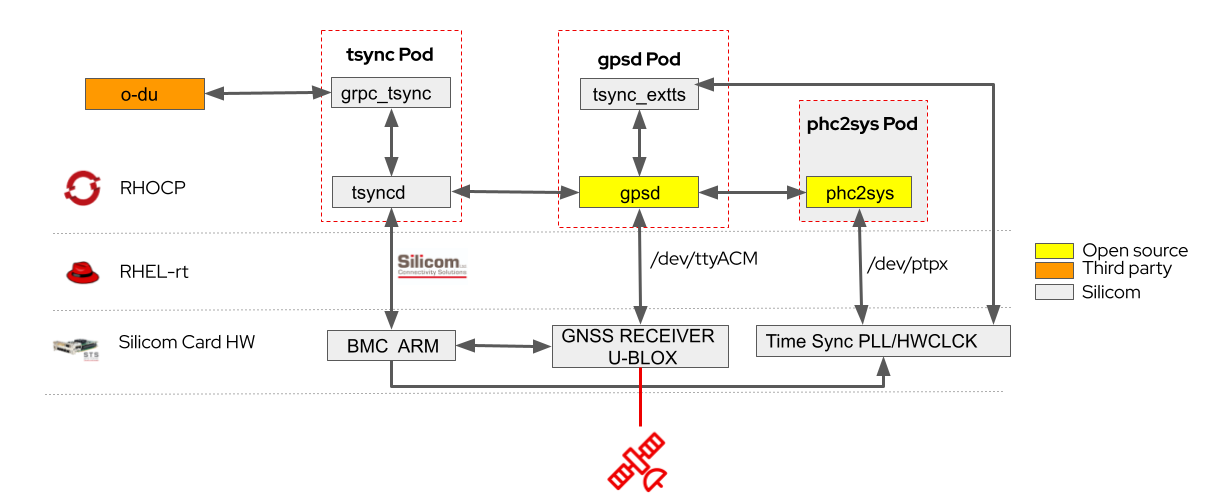 tsync Pod
gpsd Pod
o-du
grpc_tsync
tsync_extts
phc2sys Pod
RHOCP
tsyncd
gpsd
phc2sys
RHEL-rt
Silicom
Connectivity Solutions
/dev/ttyACM
/dev/ptpx
Open source
Third party
Silicom
Silicom Card HW
STS
BMC ARM
GNSS RECEIVER
U-BLOX
Time Sync PLL/HWCLCK